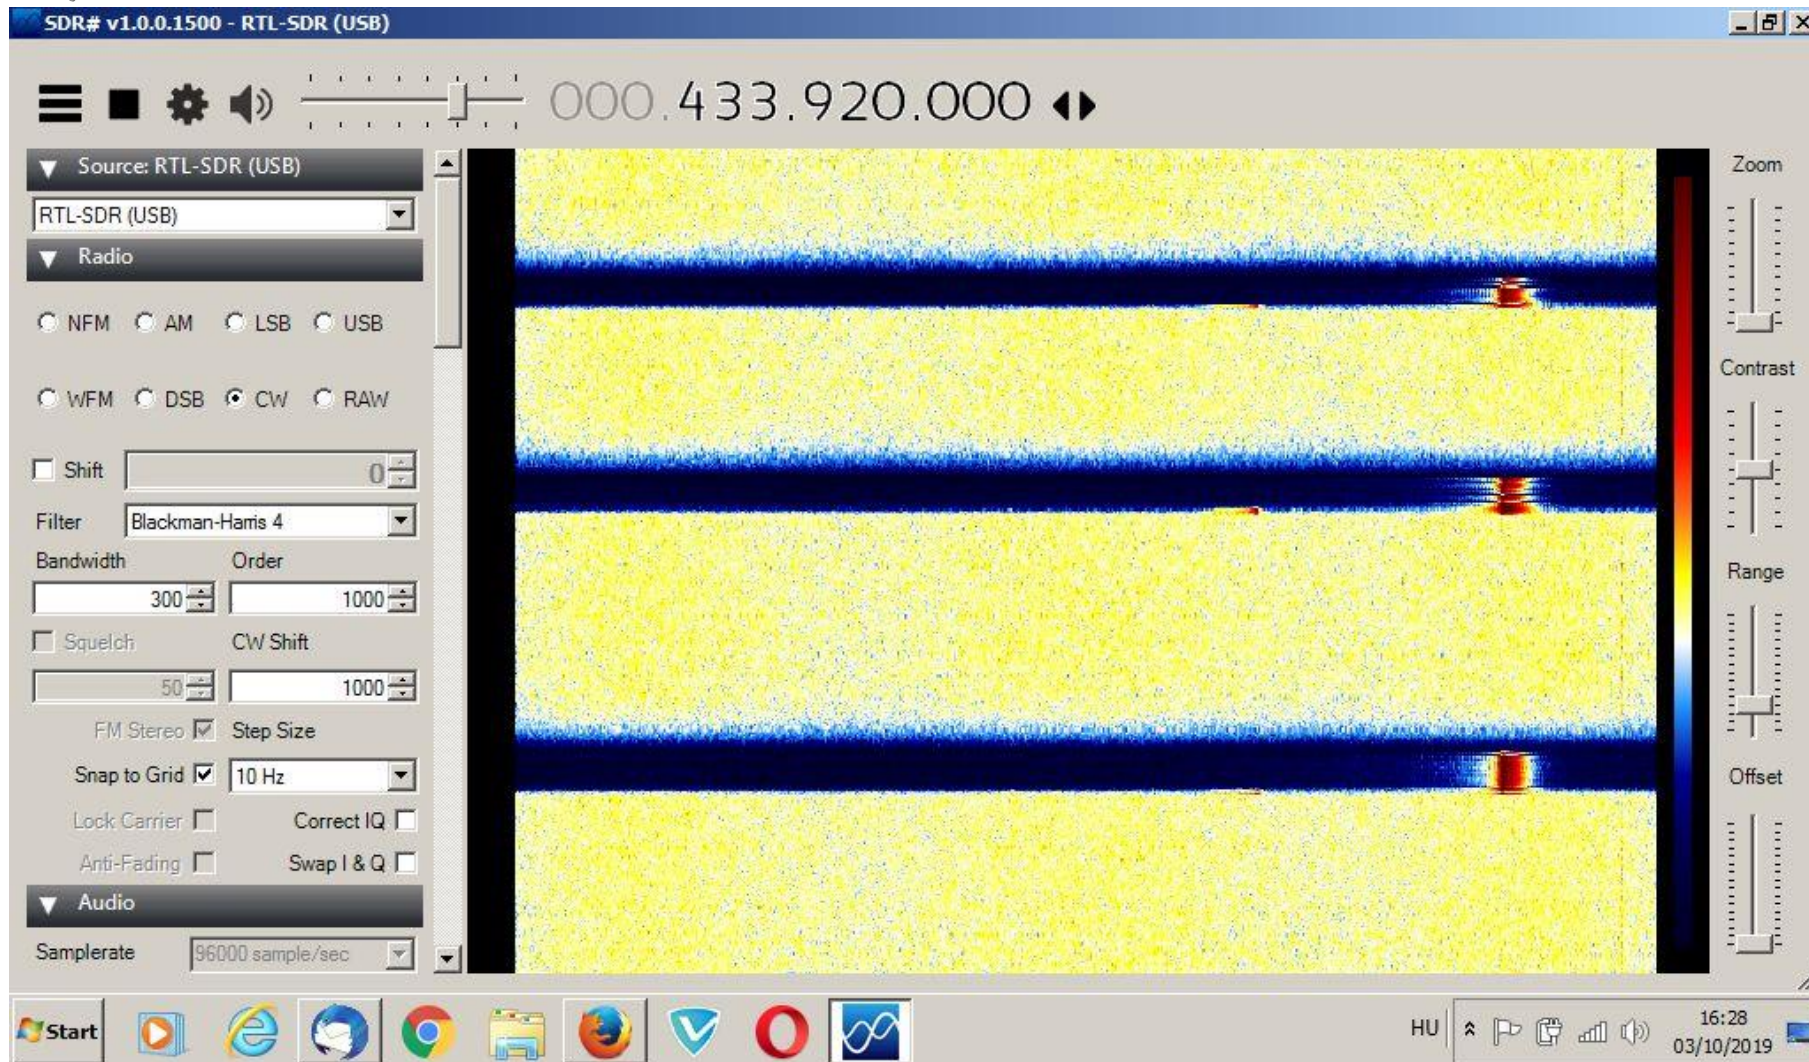 SDR# v1.0.0.1500 - RTL-SDR (USB)
000.433.920.000
Source: RTL-SDR (USB)
RTL-SDR (USB)
Radio
NFM AM LSB USB
WFM DSB CW RAW
Shift 0
Filter Blackman-Harris 4
Bandwidth Order
300 1000
Squelch CW Shift
50 1000
FM Stereo Step Size
Snap to Grid 10 Hz
Lock Carrier Correct IQ
Anti-Fading Swap I & Q
Audio
Samplerate 96000 sample/sec
Zoom
Contrast
Range
Offset
Start
HU
16:28
03/10/2019